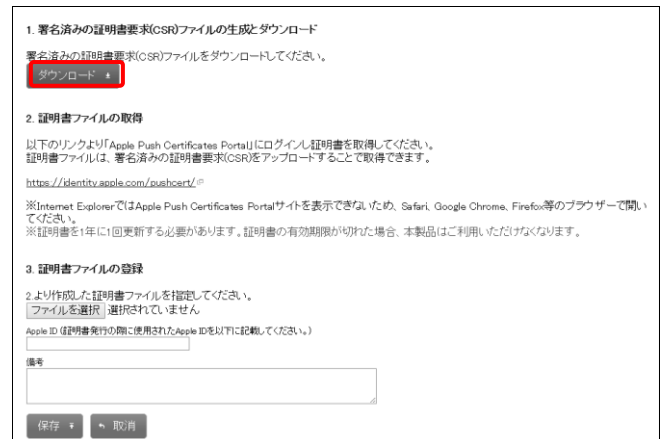 1. 署名済みの証明書要求(CSR)ファイルの生成とダウンロード
署名済みの証明書要求(CSR)ファイルをダウンロードしてください。
ダウンロード
2. 証明書ファイルの取得
以下のリンクより「Apple Push Certificates Portal」にログインし証明書を取得してください。
証明書ファイルは、署名済みの証明書要求(CSR)をアップロードすることで取得できます。
https://identity.apple.com/pushcert/
※Internet ExplorerではApple Push Certificates Portalサイトを表示できないため、Safari、Google Chrome、Firefox等のブラウザーで開い
てください。
※証明書を1年に1回更新する必要があります。証明書の有効期限が切れた場合、本製品はご利用いただけなくなります。
3. 証明書ファイルの登録
2.より作成した証明書ファイルを指定してください。
ファイルを選択 選択されていません
Apple ID (証明書発行の際に使用されたApple IDを以下に記載してください。)
備考
保存 取消